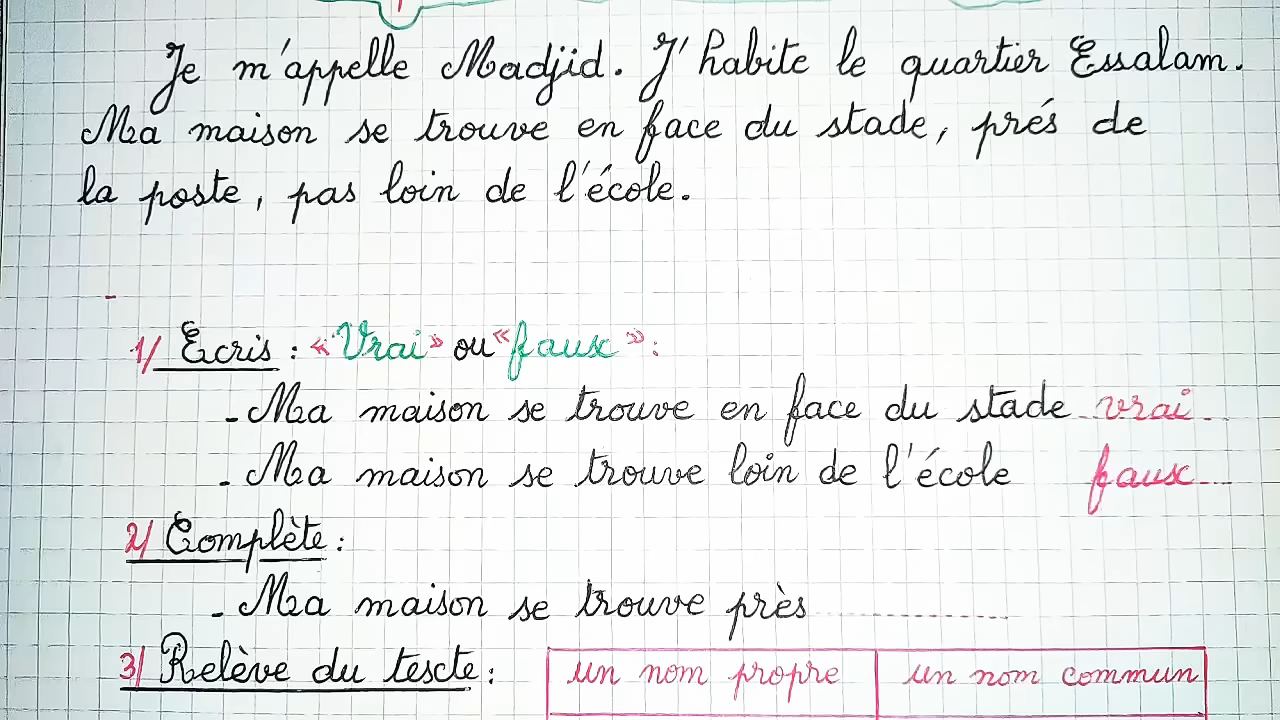 Je m'appelle Madjid. J'habite le quartier Essalam.
Ma maison se trouve en face du stade, prés de
la poste, pas loin de l'école.
1/ Ecris : «Vrai» ou «faux» :
- Ma maison se trouve en face du stade vrai
- Ma maison se trouve loin de l'école faux
2/ Complète :
- Ma maison se trouve près ..................
3/ Relève du texte :
un nom propre
un nom commun